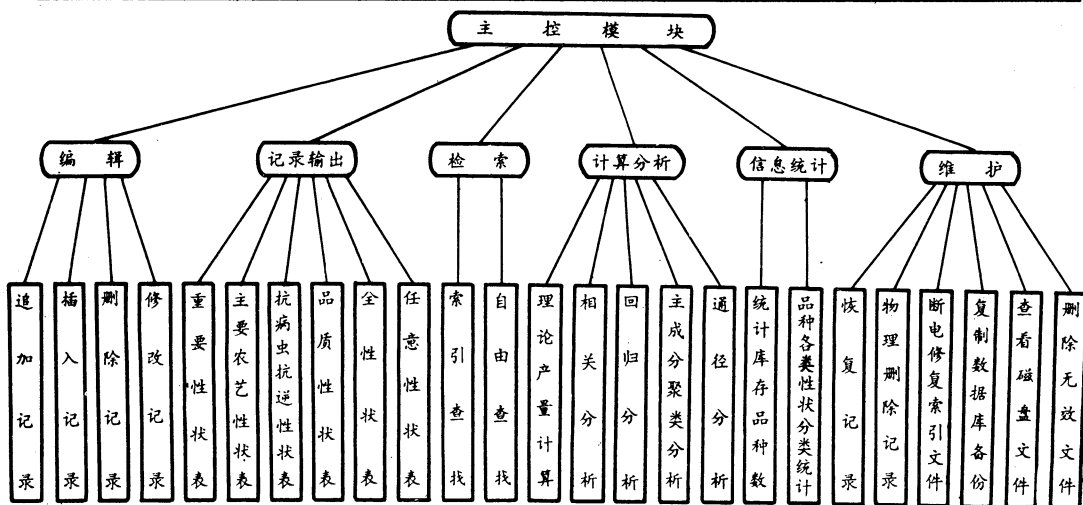 主控模块
编辑
记录输出
检索
计算分析
信息统计
维护
追加记录
插入记录
删除记录
修改记录
重要性状表
主要农艺性状表
抗病虫抗逆性状表
品质性状表
全性状表
任意性状表
索引查找
自由查找
理论产量计算
相关分析
回归分析
主成分聚类分析
通径分析
统计库存品种数
品种各类性状分类统计
恢复记录
物理删除记录
断电修复索引文件
复制数据库备份
查看磁盘文件
删除无效文件